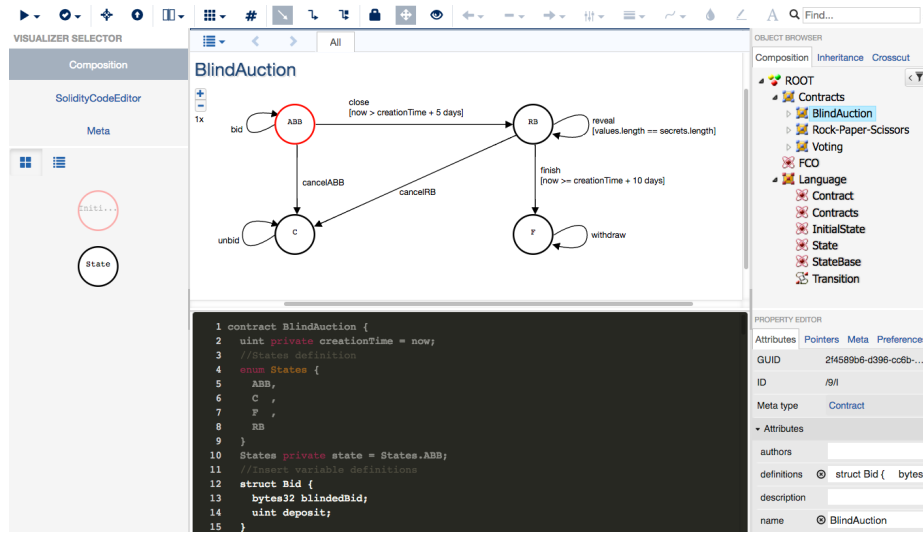 Find...
VISUALIZER SELECTOR
Composition
SolidityCodeEditor
Meta
Initi...
State
All
BlindAuction
1x
bid
ABB
close
[now > creationTime + 5 days]
RB
reveal
[values.length == secrets.length]
cancelABB
cancelRB
finish
[now >= creationTime + 10 days]
unbid
C
F
withdraw
1 contract BlindAuction {
2 uint private creationTime = now;
3 //States definition
4 enum States {
5 ABB,
6 C ,
7 F ,
8 RB
9 }
10 States private state = States.ABB;
11 //Insert variable definitions
12 struct Bid {
13 bytes32 blindedBid;
14 uint deposit;
15 }
OBJECT BROWSER
Composition Inheritance Crosscut
ROOT
Contracts
BlindAuction
Rock-Paper-Scissors
Voting
FCO
Language
Contract
Contracts
InitialState
State
StateBase
Transition
PROPERTY EDITOR
Attributes Pointers Meta Preferences
GUID 2f4589b6-d396-cc6b-...
ID /9/I
Meta type Contract
Attributes
authors
definitions struct Bid { bytes
description
name BlindAuction